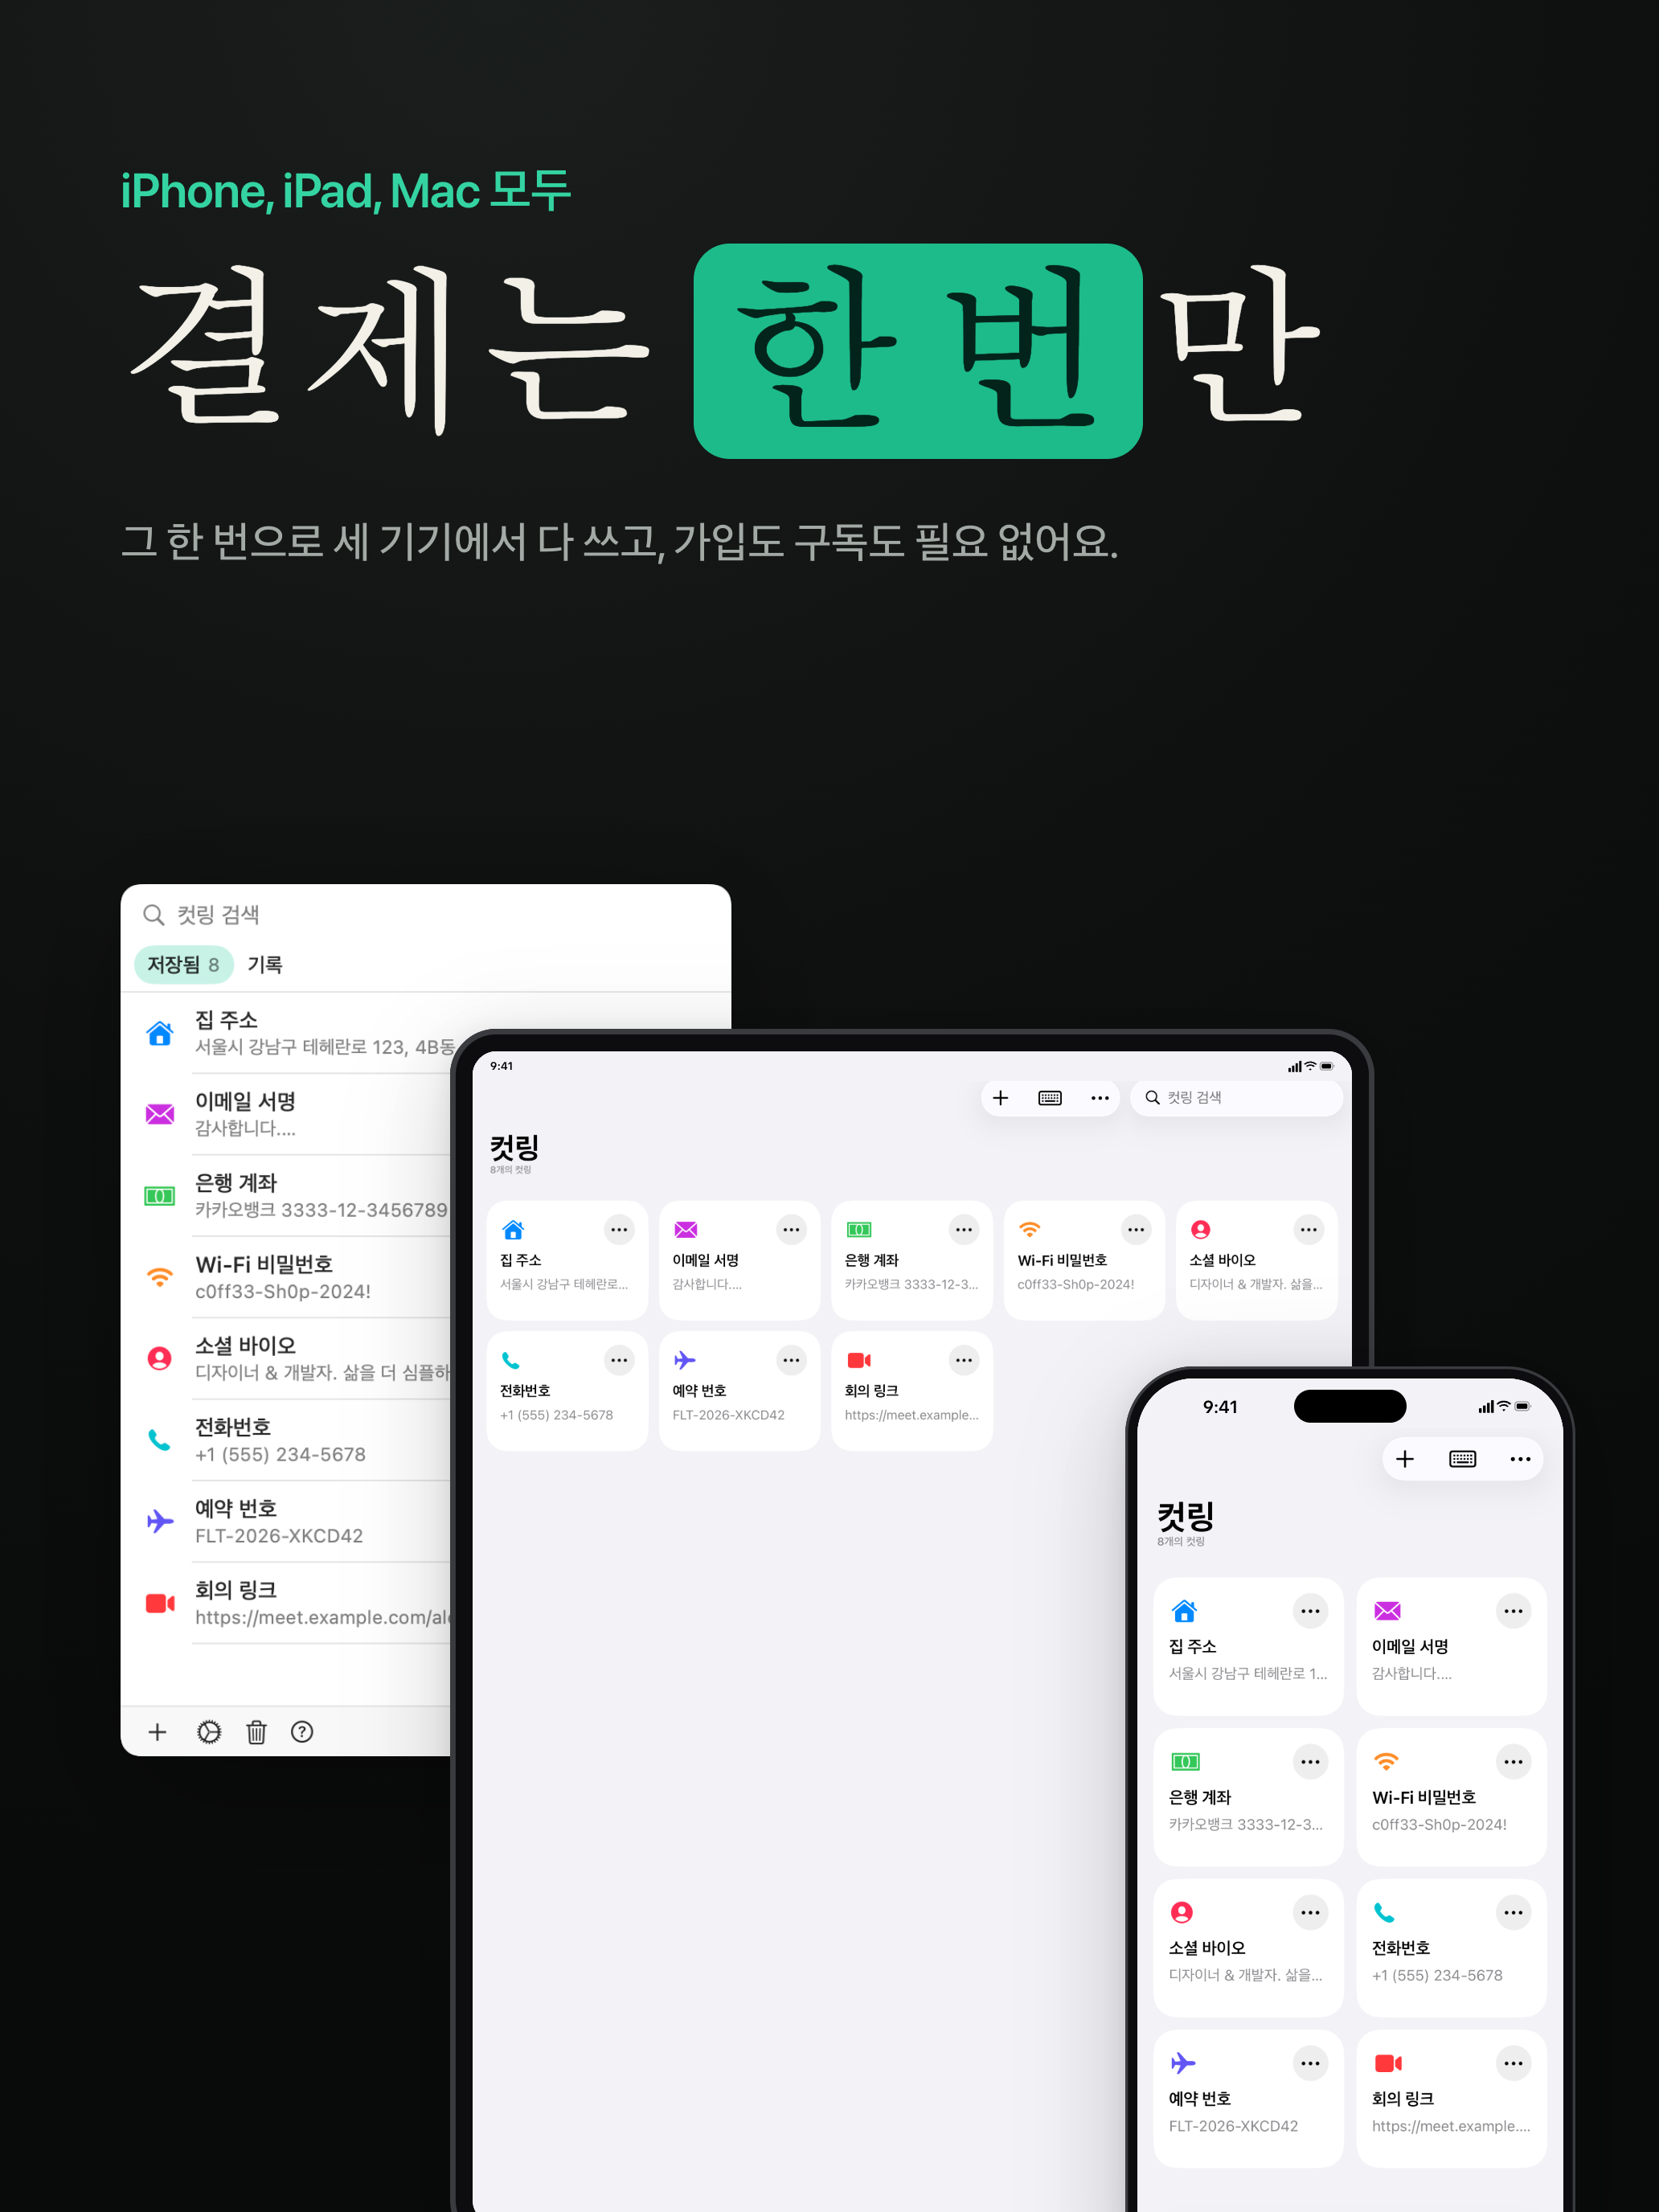 iPhone, iPad, Mac 모두
결제는 한 번만
그 한 번으로 세 기기에서 다 쓰고, 가입도 구독도 필요 없어요.
컷링 검색
저장됨 8 기록
집 주소
서울시 강남구 테헤란로 123, 4B동
이메일 서명
감사합니다....
은행 계좌
카카오뱅크 3333-12-3456789
Wi-Fi 비밀번호
c0ff33-Sh0p-2024!
소셜 바이오
디자이너 & 개발자. 삶을 더 심플하
전화번호
+1 (555) 234-5678
예약 번호
FLT-2026-XKCD42
회의 링크
https://meet.example.com/al
9:41
컷링 검색
컷링
8개의 컷링
집 주소
서울시 강남구 테헤란로...
이메일 서명
감사합니다....
은행 계좌
카카오뱅크 3333-12-3...
Wi-Fi 비밀번호
c0ff33-Sh0p-2024!
소셜 바이오
디자이너 & 개발자. 삶을...
전화번호
+1 (555) 234-5678
예약 번호
FLT-2026-XKCD42
회의 링크
https://meet.example...
9:41
컷링
8개의 컷링
집 주소
서울시 강남구 테헤란로 1...
이메일 서명
감사합니다....
은행 계좌
카카오뱅크 3333-12-3...
Wi-Fi 비밀번호
c0ff33-Sh0p-2024!
소셜 바이오
디자이너 & 개발자. 삶을...
전화번호
+1 (555) 234-5678
예약 번호
FLT-2026-XKCD42
회의 링크
https://meet.example....